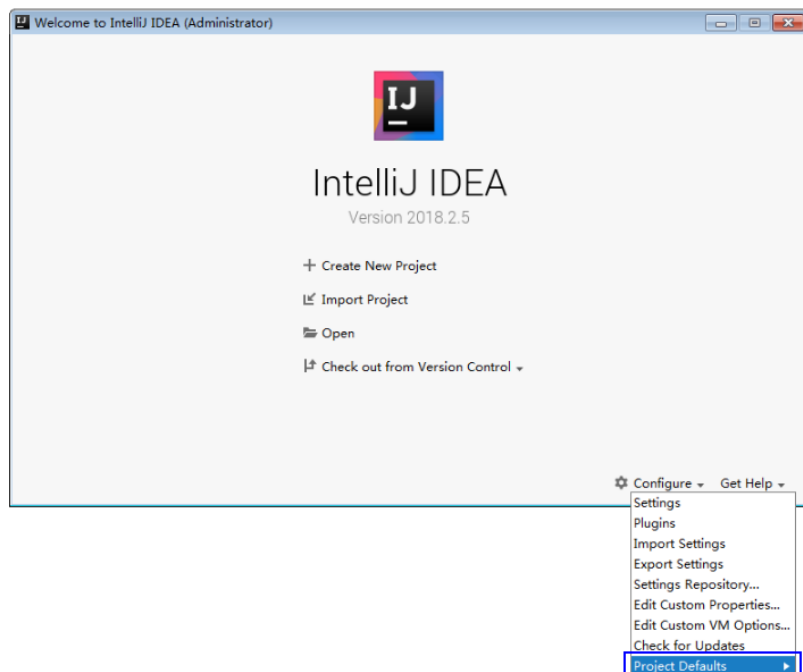 Welcome to IntelliJ IDEA (Administrator)
IJ
IntelliJ IDEA
Version 2018.2.5
Create New Project
Import Project
Open
Check out from Version Control
Configure Get Help
Settings
Plugins
Import Settings
Export Settings
Settings Repository...
Edit Custom Properties...
Edit Custom VM Options...
Check for Updates
Project Defaults